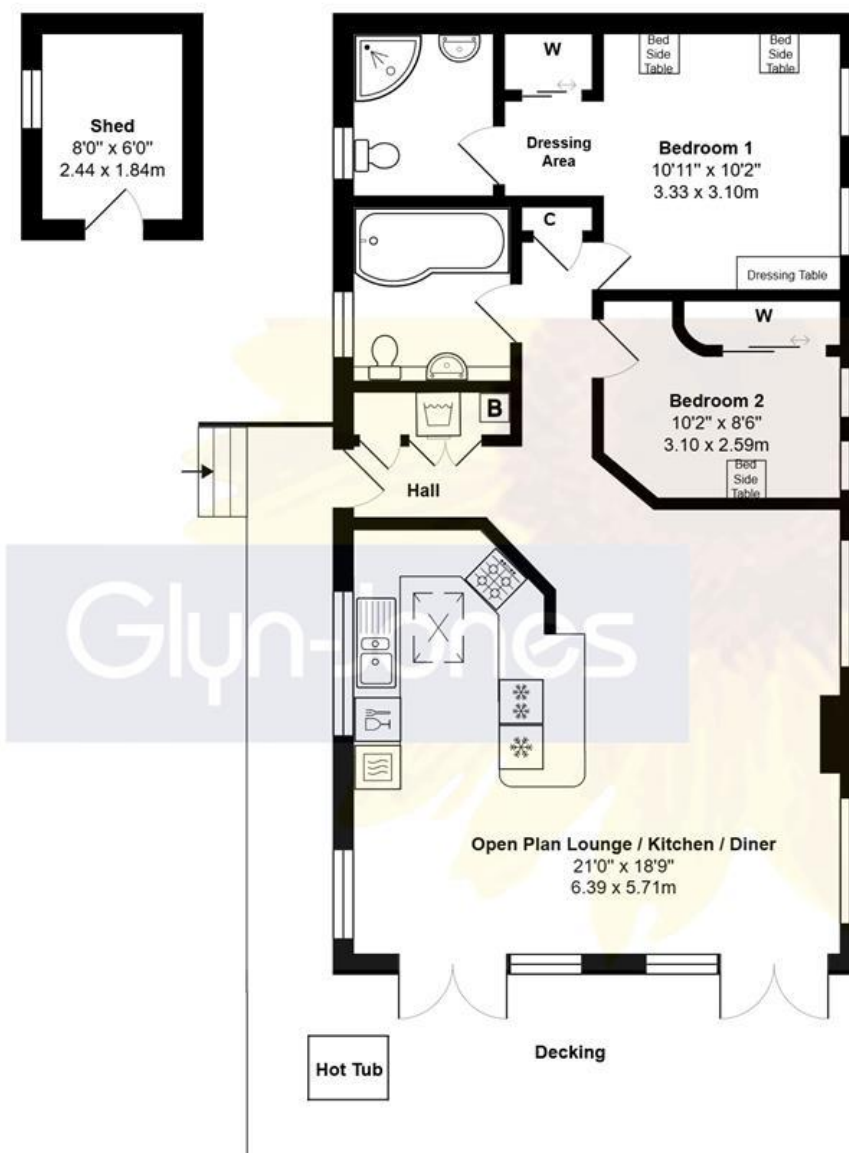 Shed
8'0" x 6'0"
2.44 x 1.84m
W
Bed
Side
Table
Bed
Side
Table
Dressing
Area
Bedroom 1
10'11" x 10'2"
3.33 x 3.10m
C
Dressing Table
W
Bedroom 2
10'2" x 8'6"
3.10 x 2.59m
Bed
Side
Table
B
Hall
Glyn-Jones
Open Plan Lounge / Kitchen / Diner
21'0" x 18'9"
6.39 x 5.71m
Decking
Hot Tub